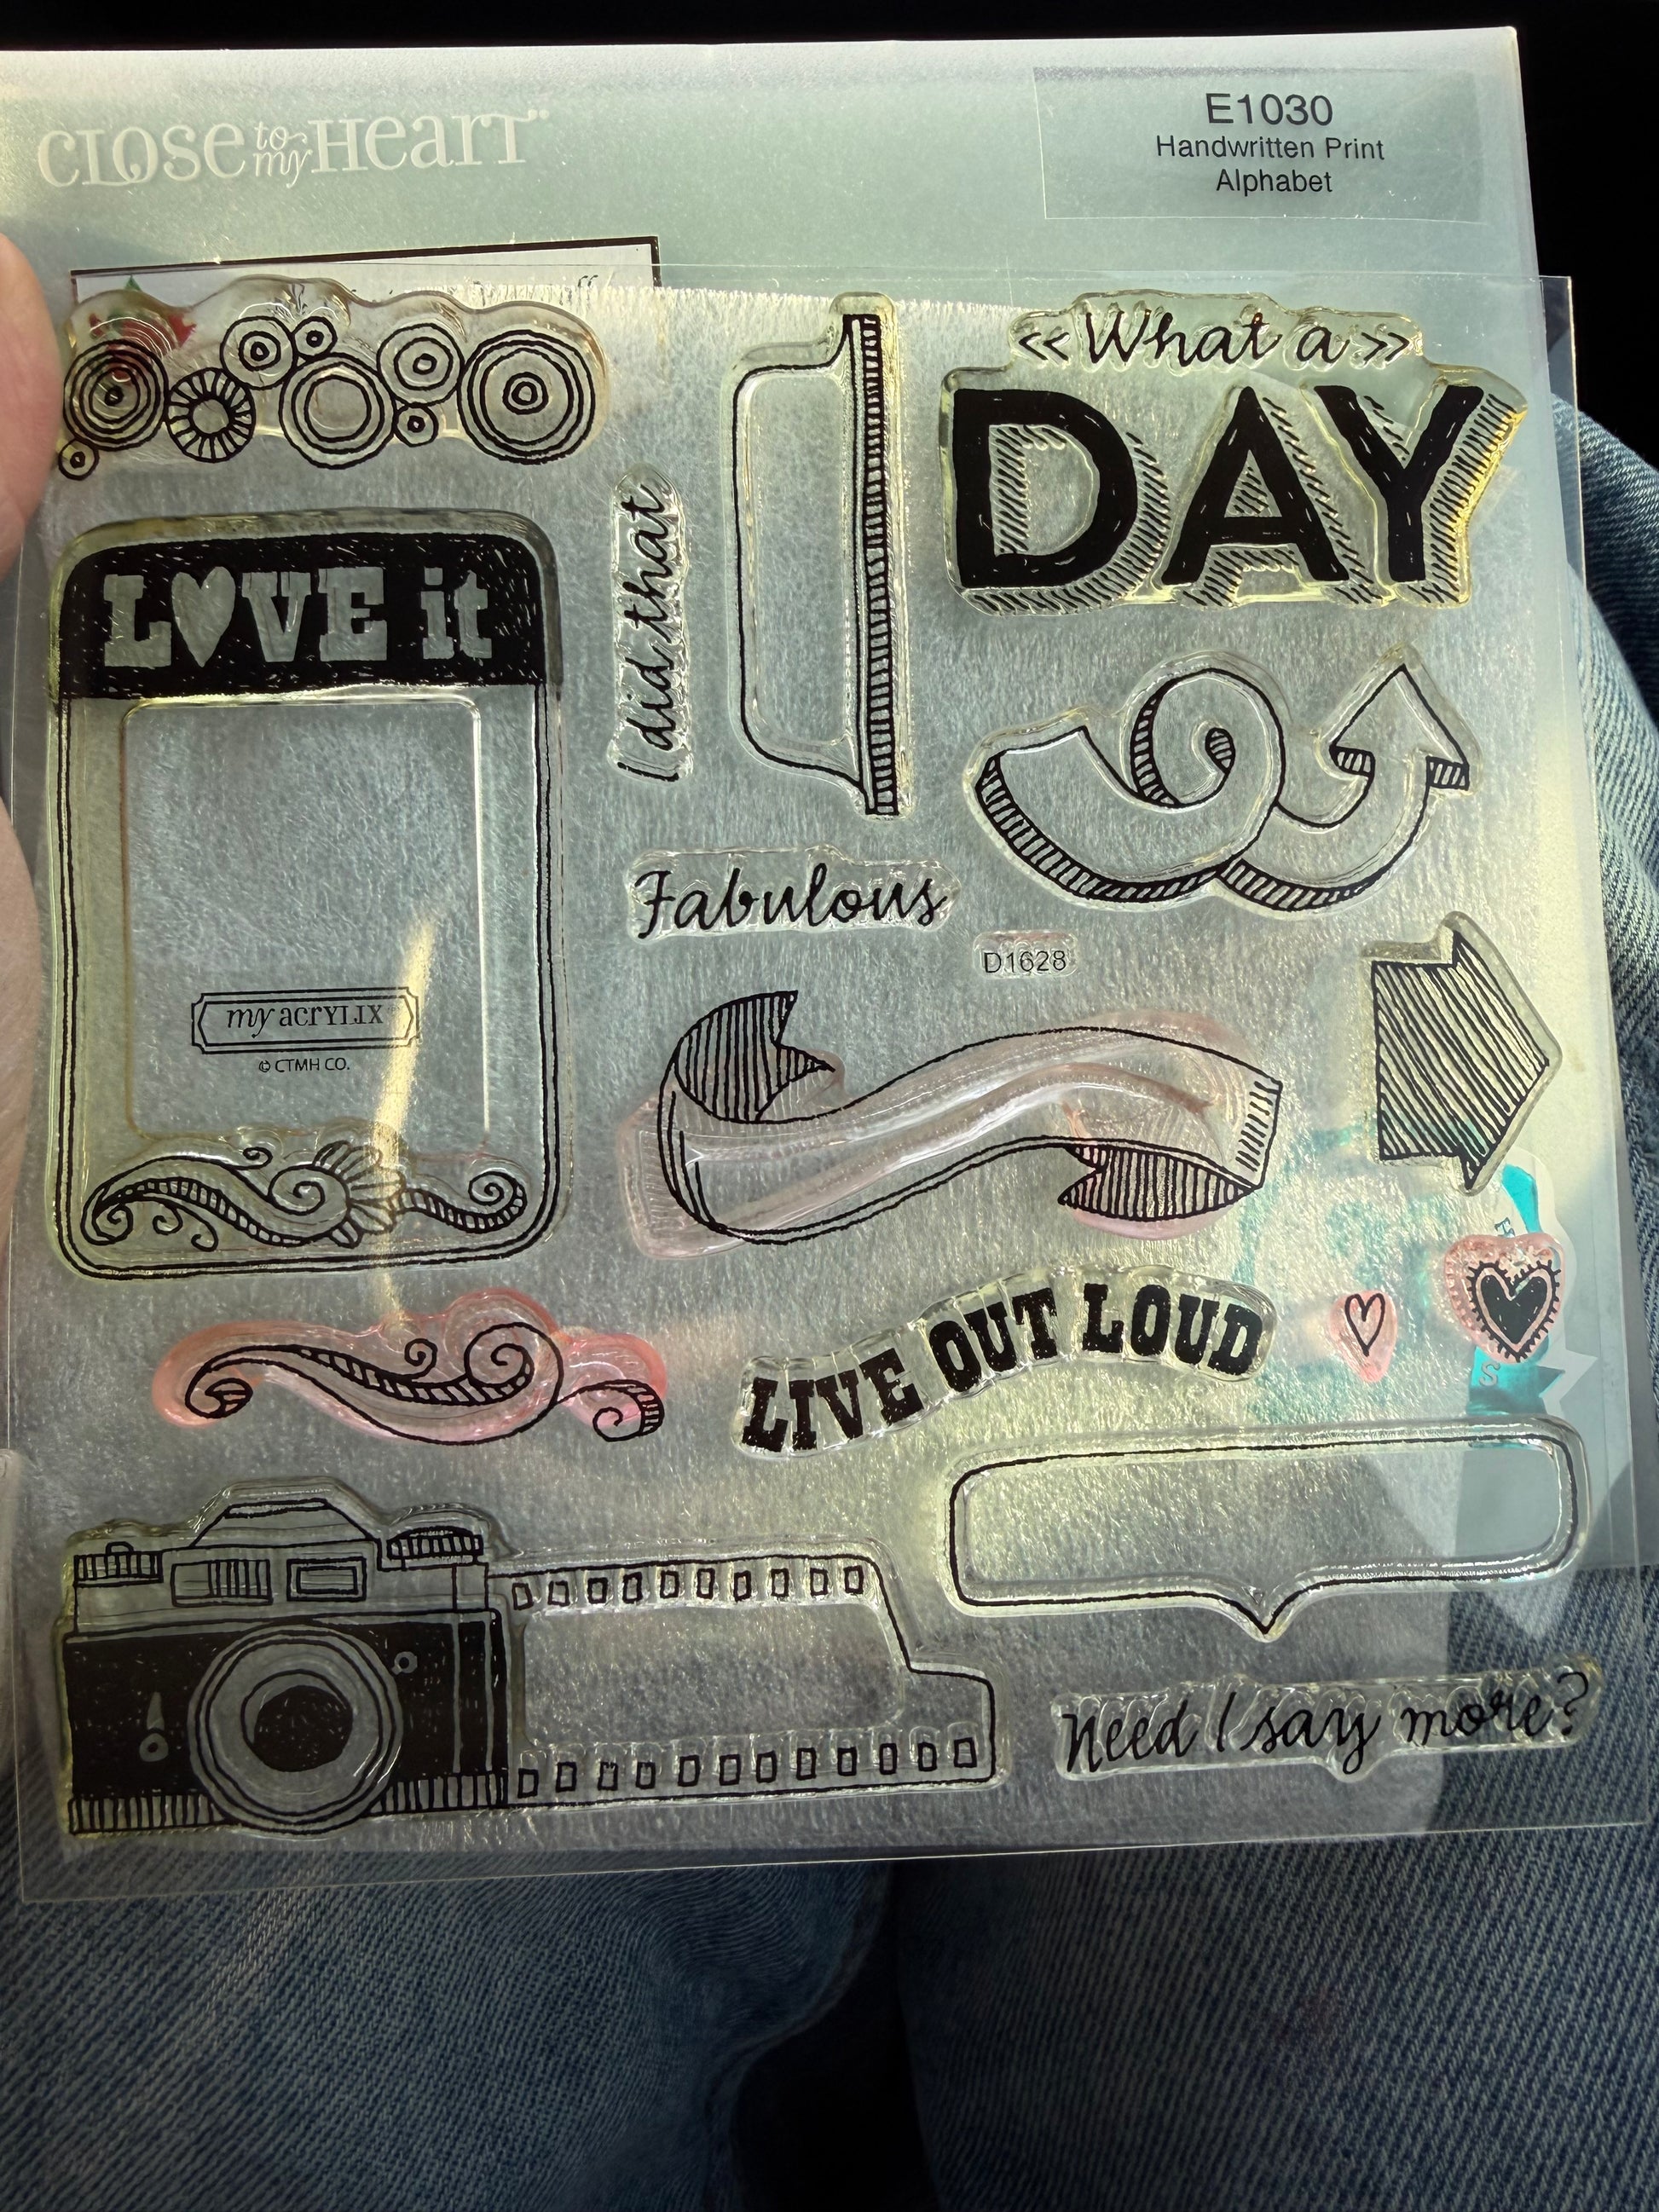 CLOSE to my HEART™
E1030
Handwritten Print
Alphabet
« What a »
DAY
LOVE it
I did that
Fabulous
D1628
my acrylix
© CTMH CO.
LIVE OUT LOUD
Need I say more?